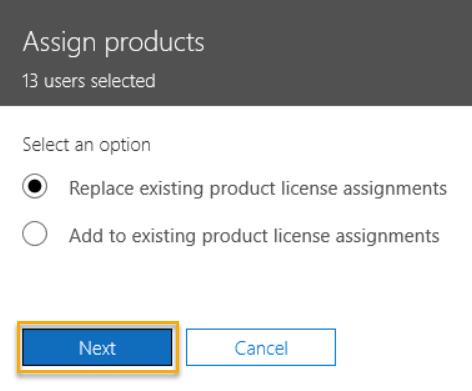 Assign products
13 users selected
Select an option
Replace existing product license assignments
Add to existing product license assignments
Next
Cancel